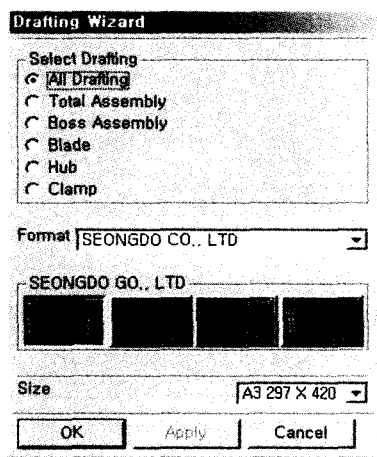 Drafting Wizard
Select Drafting
All Drafting
Total Assembly
Boss Assembly
Blade
Hub
Clamp
Format SEONGDO CO., LTD
SEONGDO GO., LTD
Size A3 297 X 420
OK Apply Cancel